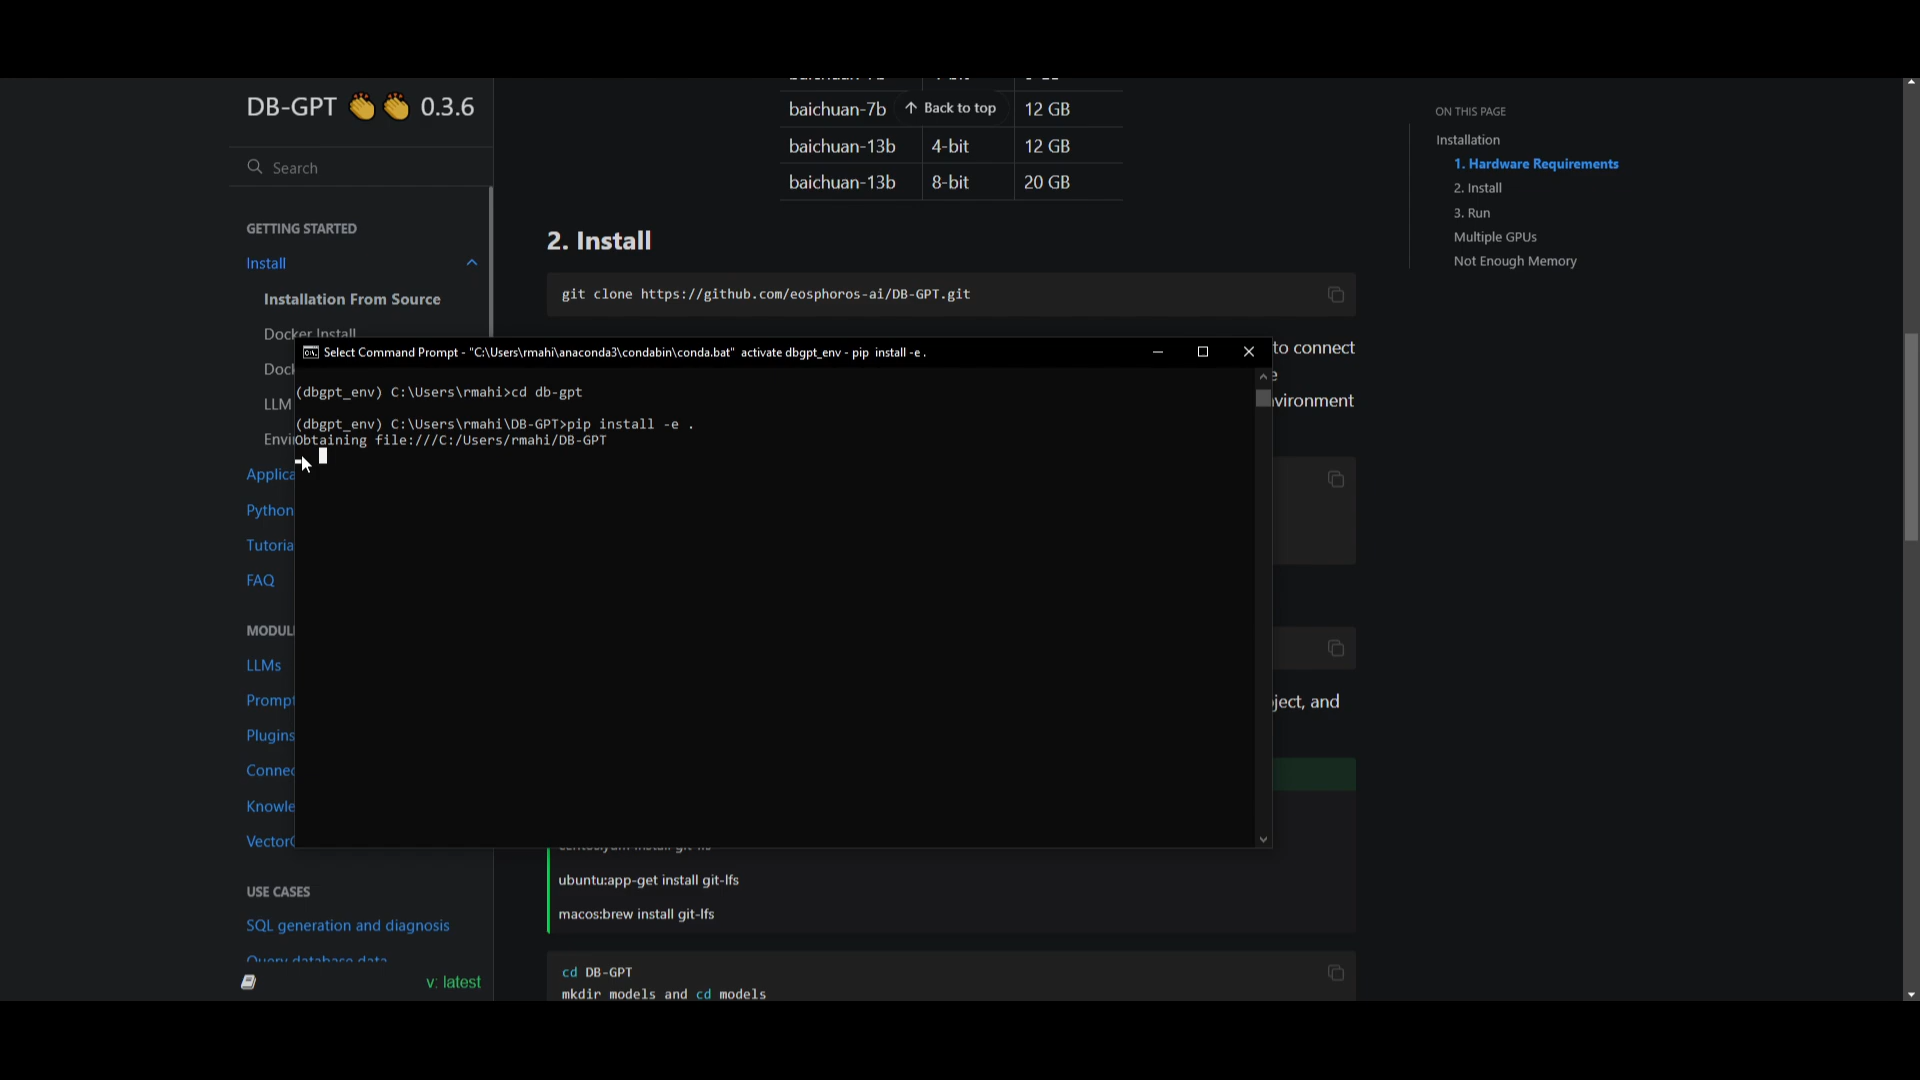 DB-GPT 👏 👏 0.3.6
Search
GETTING STARTED
Install
Installation From Source
Docker Install
Dock
LLM
Envi
Applica
Python
Tutoria
FAQ
MODUL
LLMs
Prompt
Plugins
Connec
Knowle
Vector
USE CASES
SQL generation and diagnosis
Query database data
v: latest
baichuan-7b 12 GB
↑ Back to top
baichuan-13b 4-bit 12 GB
baichuan-13b 8-bit 20 GB
2. Install
git clone https://github.com/eosphoros-ai/DB-GPT.git
to connect
e
vironment
ject, and
Select Command Prompt - "C:\Users\rmahi\anaconda3\condabin\conda.bat" activate dbgpt_env - pip install -e .
(dbgpt_env) C:\Users\rmahi>cd db-gpt
(dbgpt_env) C:\Users\rmahi\DB-GPT>pip install -e .
Obtaining file:///C:/Users/rmahi/DB-GPT
ubuntu:app-get install git-lfs
macos:brew install git-lfs
cd DB-GPT
mkdir models and cd models
ON THIS PAGE
Installation
1. Hardware Requirements
2. Install
3. Run
Multiple GPUs
Not Enough Memory